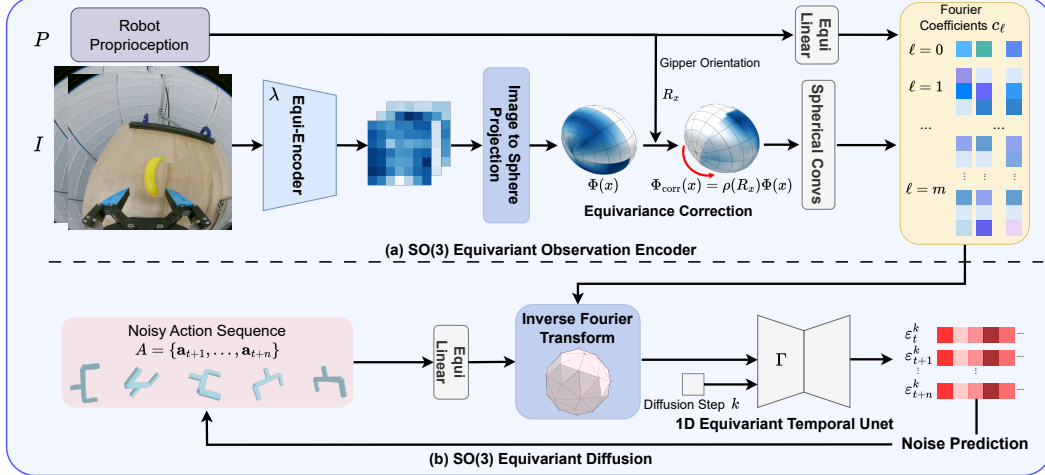 P
Robot
Proprioception
Equi
Linear
Fourier
Coefficients c_ℓ
ℓ = 0
ℓ = 1
...
...
⋮ ⋮ ⋮
ℓ = m
Gipper Orientation
R_x
I
λ
Equi-Encoder
Image to Sphere
Projection
Φ(x)
Φ_corr(x) = ρ(R_x)Φ(x)
Equivariance Correction
Spherical Convs
(a) SO(3) Equivariant Observation Encoder
Noisy Action Sequence
A = {a_{t+1}, . . . , a_{t+n}}
Equi
Linear
Inverse Fourier
Transform
Diffusion Step k
Γ
1D Equivariant Temporal Unet
ε_t^k ...
ε_{t+1}^k ...
⋮ ⋮
ε_{t+n}^k ...
Noise Prediction
(b) SO(3) Equivariant Diffusion